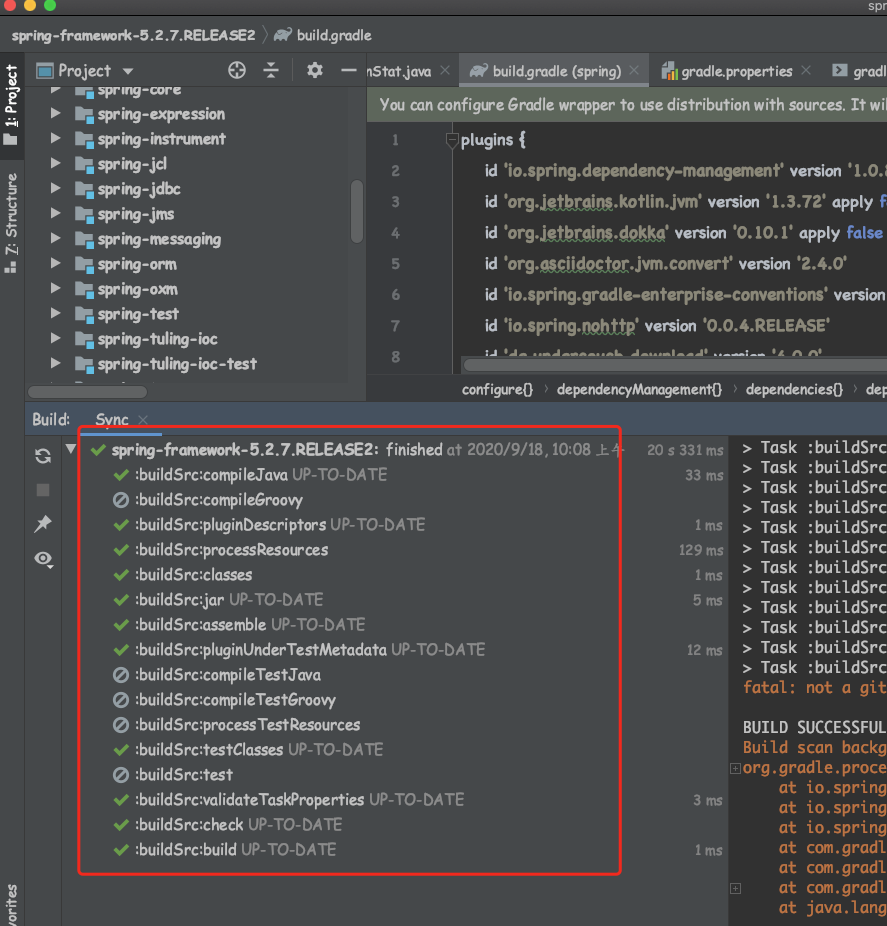 sp
spring-framework-5.2.7.RELEASE2 〉 build.gradle
1: Project
Project
nStat.java
build.gradle (spring)
gradle.properties
gradl
spring-core
You can configure Gradle wrapper to use distribution with sources. It wil
spring-expression
spring-instrument
spring-jcl
spring-jdbc
spring-jms
spring-messaging
spring-orm
spring-oxm
spring-test
spring-tuling-ioc
spring-tuling-ioc-test
7: Structure
1 plugins {
2 id 'io.spring.dependency-management' version '1.0.8
3 id 'org.jetbrains.kotlin.jvm' version '1.3.72' apply f
4 id 'org.jetbrains.dokka' version '0.10.1' apply false
5 id 'org.asciidoctor.jvm.convert' version '2.4.0'
6 id 'io.spring.gradle-enterprise-conventions' version
7 id 'io.spring.nohttp' version '0.0.4.RELEASE'
8 id 'de.undercouch.download' version '4.0.0'
configure{} › dependencyManagement{} › dependencies{} › dep
Build: Sync
spring-framework-5.2.7.RELEASE2: finished at 2020/9/18, 10:08 上午 20 s 331 ms
:buildSrc:compileJava UP-TO-DATE 33 ms
:buildSrc:compileGroovy
:buildSrc:pluginDescriptors UP-TO-DATE 1 ms
:buildSrc:processResources 129 ms
:buildSrc:classes 1 ms
:buildSrc:jar UP-TO-DATE 5 ms
:buildSrc:assemble UP-TO-DATE
:buildSrc:pluginUnderTestMetadata UP-TO-DATE 12 ms
:buildSrc:compileTestJava
:buildSrc:compileTestGroovy
:buildSrc:processTestResources
:buildSrc:testClasses UP-TO-DATE
:buildSrc:test
:buildSrc:validateTaskProperties UP-TO-DATE 3 ms
:buildSrc:check UP-TO-DATE
:buildSrc:build UP-TO-DATE 1 ms
> Task :buildSrc
> Task :buildSrc
> Task :buildSrc
> Task :buildSrc
> Task :buildSrc
> Task :buildSrc
> Task :buildSrc
> Task :buildSrc
> Task :buildSrc
> Task :buildSrc
> Task :buildSrc
> Task :buildSrc
fatal: not a git
BUILD SUCCESSFUL
Build scan backg
org.gradle.proce
at io.spring
at io.spring
at io.spring
at com.gradl
at com.gradl
at com.gradl
at java.lang
vorites